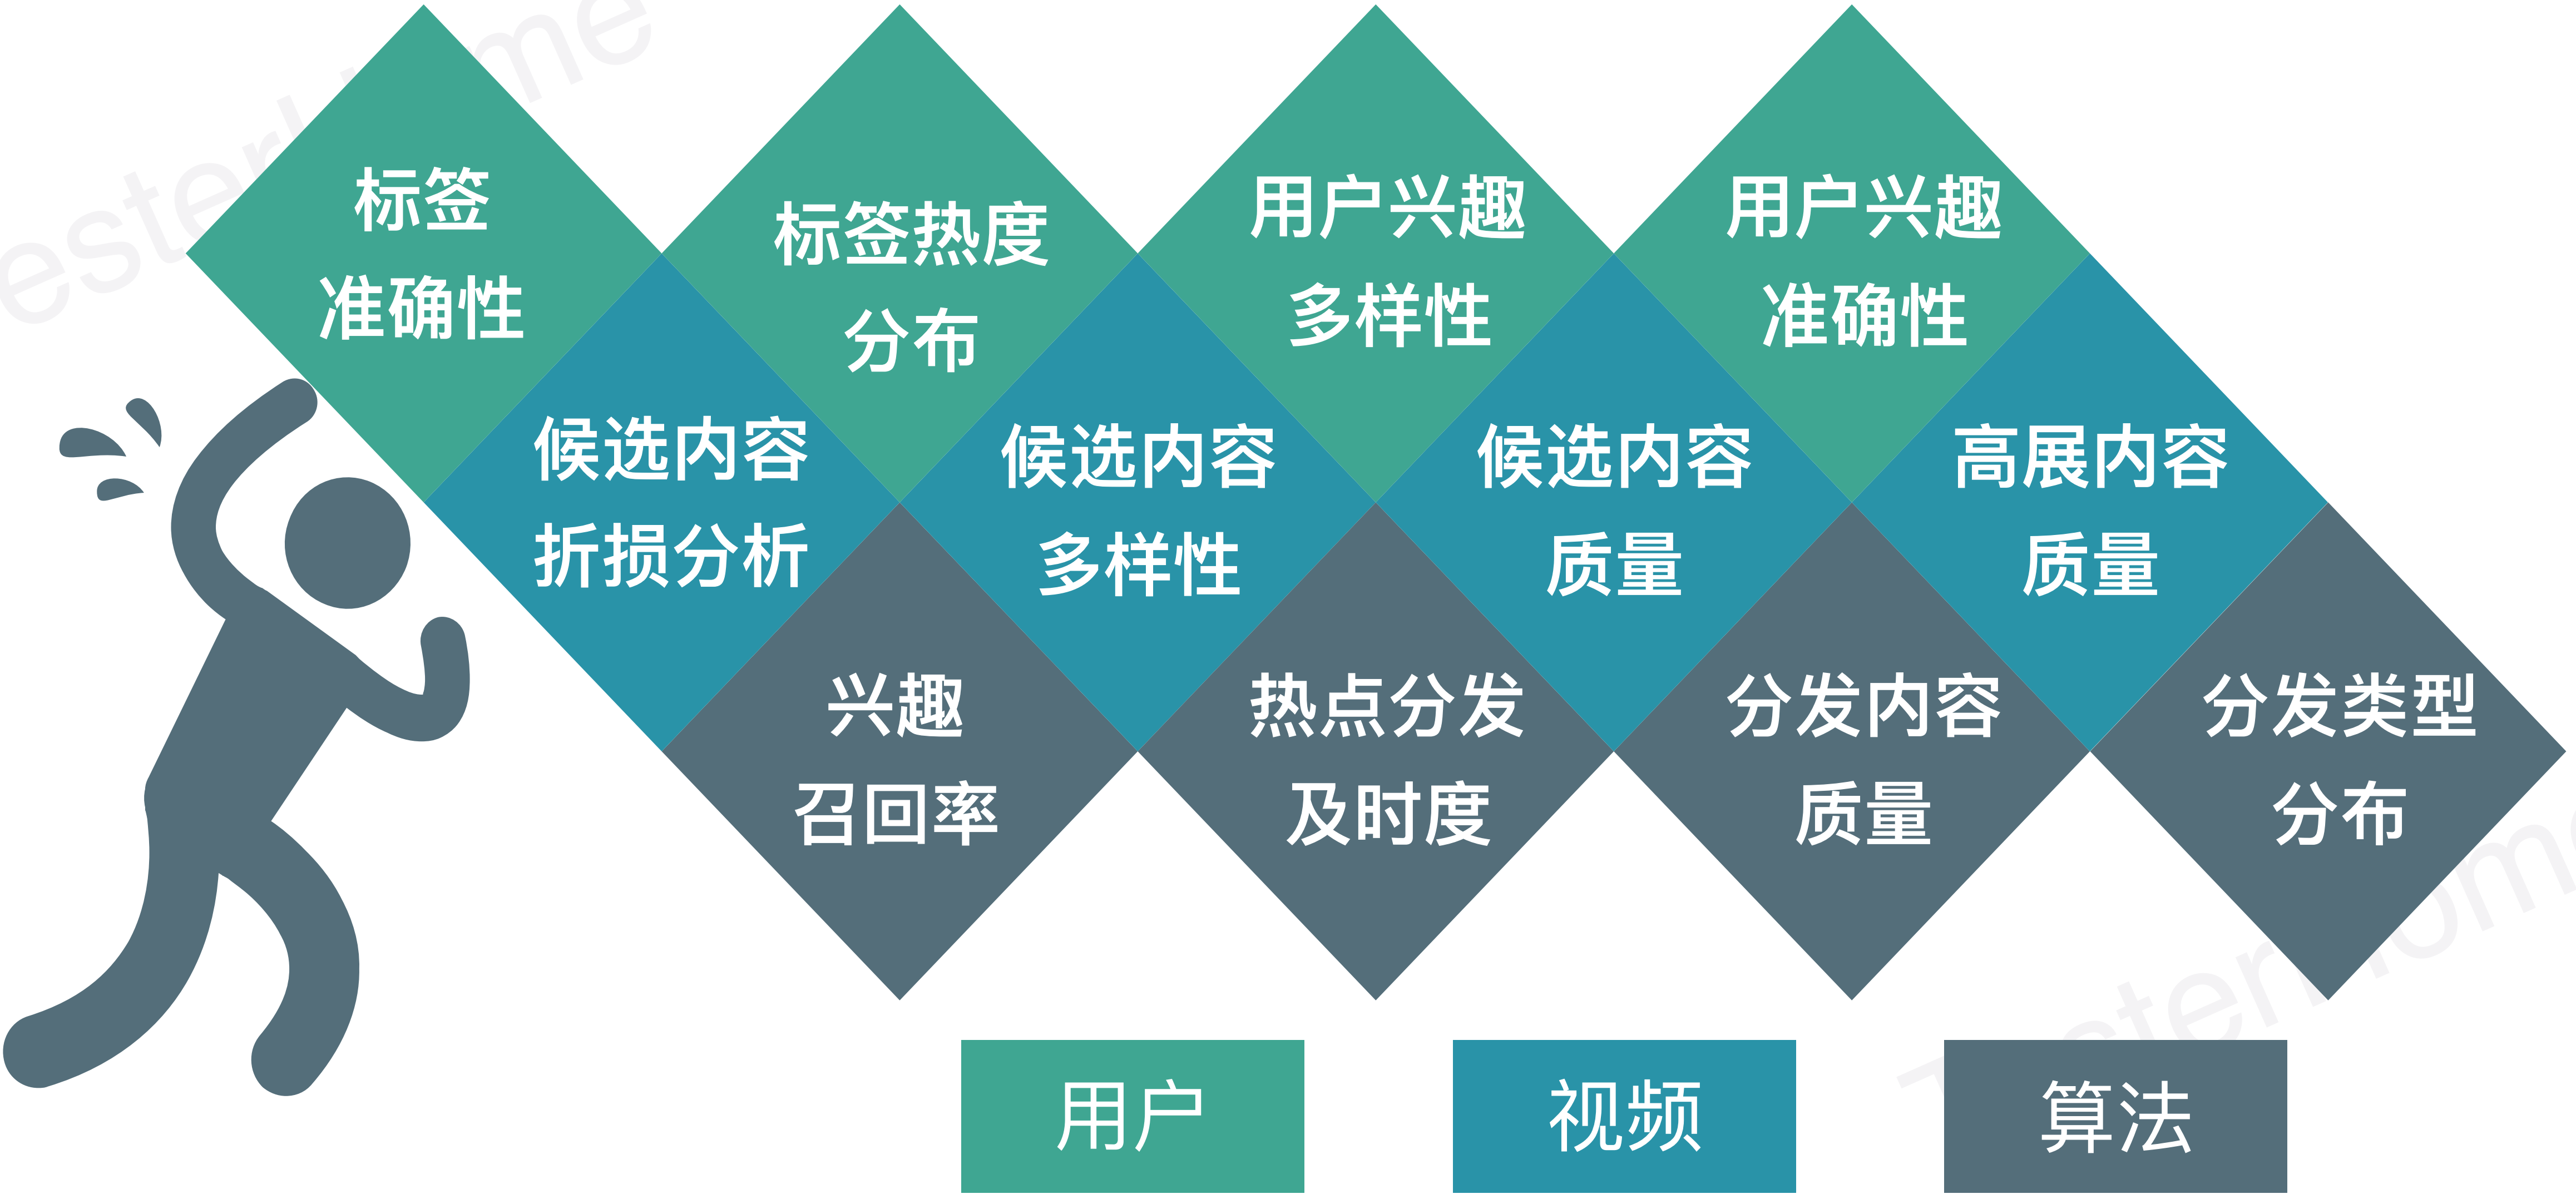 标签
准确性
标签热度
分布
用户兴趣
多样性
用户兴趣
准确性
候选内容
折损分析
候选内容
多样性
候选内容
质量
高展内容
质量
兴趣
召回率
热点分发
及时度
分发内容
质量
分发类型
分布
用户
视频
算法